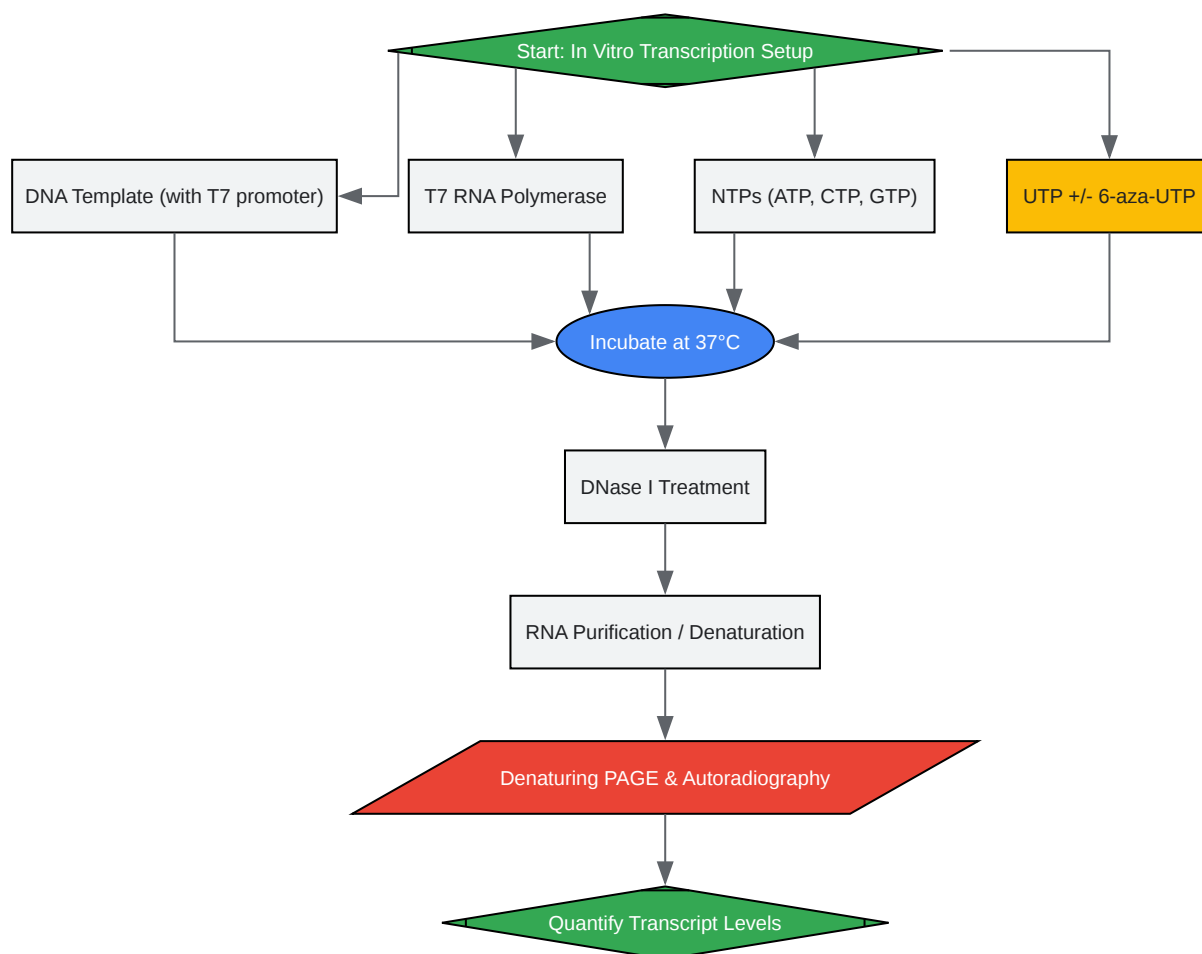 Start: In Vitro Transcription Setup
DNA Template (with T7 promoter)
T7 RNA Polymerase
NTPs (ATP, CTP, GTP)
UTP +/- 6-aza-UTP
Incubate at 37°C
DNase I Treatment
RNA Purification / Denaturation
Denaturing PAGE & Autoradiography
Quantify Transcript Levels